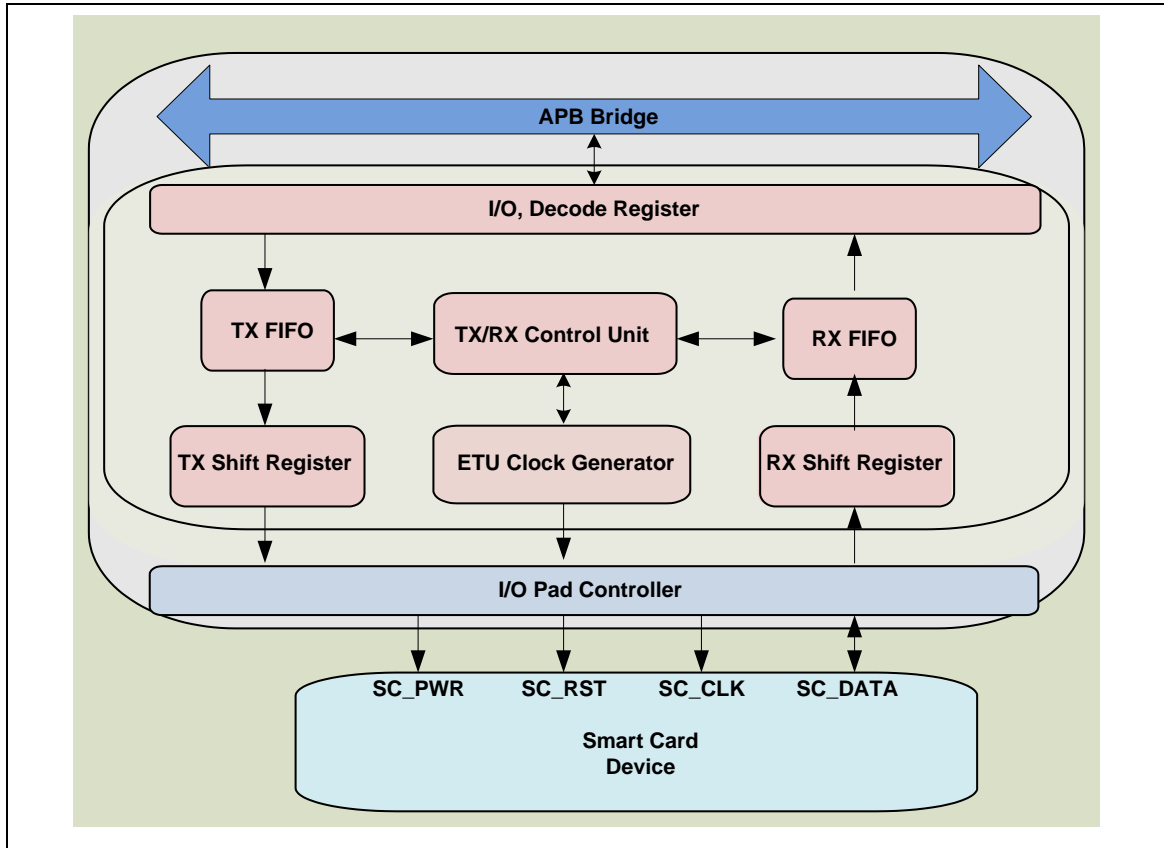 APB Bridge
I/O, Decode Register
TX FIFO
TX/RX Control Unit
RX FIFO
TX Shift Register
ETU Clock Generator
RX Shift Register
I/O Pad Controller
SC_PWR
SC_RST
SC_CLK
SC_DATA
Smart Card
Device